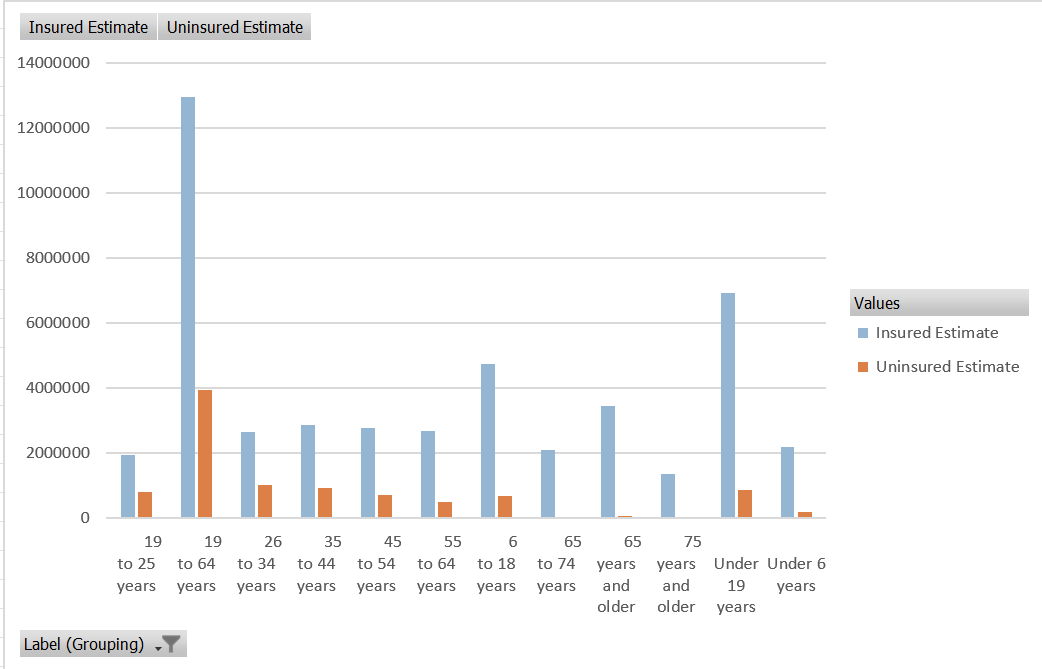 Insured Estimate Uninsured Estimate
14000000
12000000
10000000
8000000
6000000
4000000
2000000
0
19
to 25
years
19
to 64
years
26
to 34
years
35
to 44
years
45
to 54
years
55
to 64
years
6
to 18
years
65
to 74
years
65
years
and
older
75
years
and
older
Under
19
years
Under 6
years
Values
Insured Estimate
Uninsured Estimate
Label (Grouping)